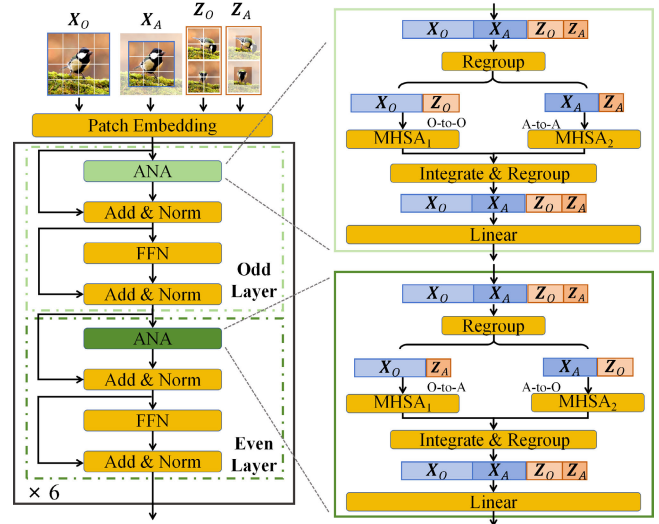 X_O X_A Z_O Z_A
Patch Embedding
ANA
Add & Norm
FFN
Add & Norm
Odd
Layer
ANA
Add & Norm
FFN
Add & Norm
Even
Layer
× 6
X_O X_A Z_O Z_A
Regroup
X_O Z_O X_A Z_A
O-to-O A-to-A
MHSA_1 MHSA_2
Integrate & Regroup
X_O X_A Z_O Z_A
Linear
X_O X_A Z_O Z_A
Regroup
X_O Z_A X_A Z_O
O-to-A A-to-O
MHSA_1 MHSA_2
Integrate & Regroup
X_O X_A Z_O Z_A
Linear